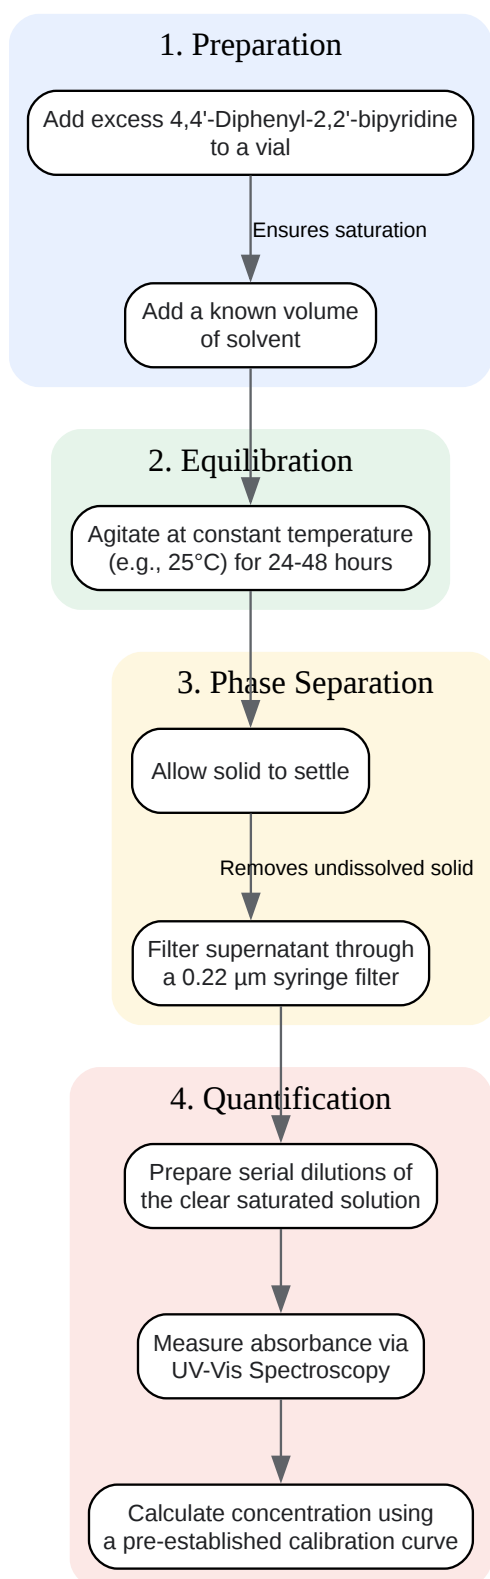 1. Preparation
Add excess 4,4'-Diphenyl-2,2'-bipyridine
to a vial
Ensures saturation
Add a known volume
of solvent
2. Equilibration
Agitate at constant temperature
(e.g., 25°C) for 24-48 hours
3. Phase Separation
Allow solid to settle
Removes undissolved solid
Filter supernatant through
a 0.22 µm syringe filter
4. Quantification
Prepare serial dilutions of
the clear saturated solution
Measure absorbance via
UV-Vis Spectroscopy
Calculate concentration using
a pre-established calibration curve